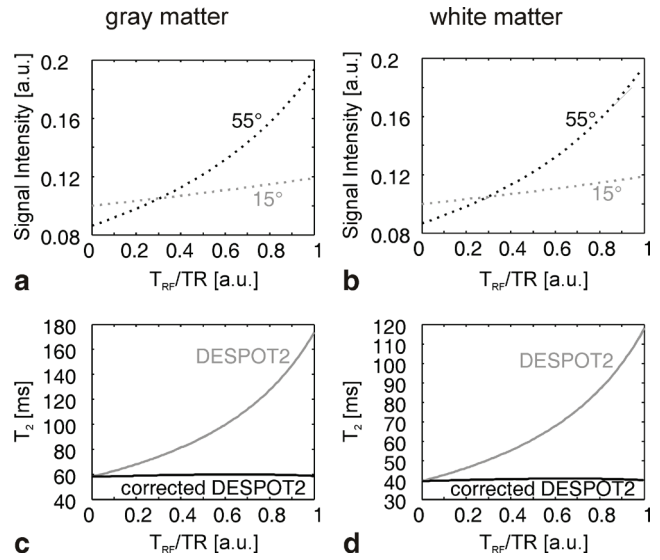 gray matter
white matter
Signal Intensity [a.u.]
0.2
0.16
0.12
0.08
55°
15°
0 0.2 0.4 0.6 0.8 1
T_RF/TR [a.u.]
a
Signal Intensity [a.u.]
0.2
0.16
0.12
0.08
55°
15°
0 0.2 0.4 0.6 0.8 1
T_RF/TR [a.u.]
b
T₂ [ms]
180
160
140
120
100
80
60
40
DESPOT2
corrected DESPOT2
0 0.2 0.4 0.6 0.8 1
T_RF/TR [a.u.]
c
T₂ [ms]
120
110
100
90
80
70
60
50
40
30
DESPOT2
corrected DESPOT2
0 0.2 0.4 0.6 0.8 1
T_RF/TR [a.u.]
d